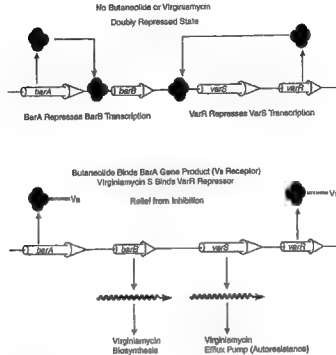 No Butanolide or Virginiamycin
Doubly Repressed State
barA
barB
varS
varR
BarA Represses BarB Transcription
VarR Represses VarS Transcription
Butanolide Binds BarA Gene Product (Vs Receptor)
Virginiamycin S Binds VarR Repressor
Vs
Vs
Relief from Inhibition
barA
barB
varS
varR
Virginiamycin
Biosynthesis
Virginiamycin
Efflux Pump (Autoresistance)